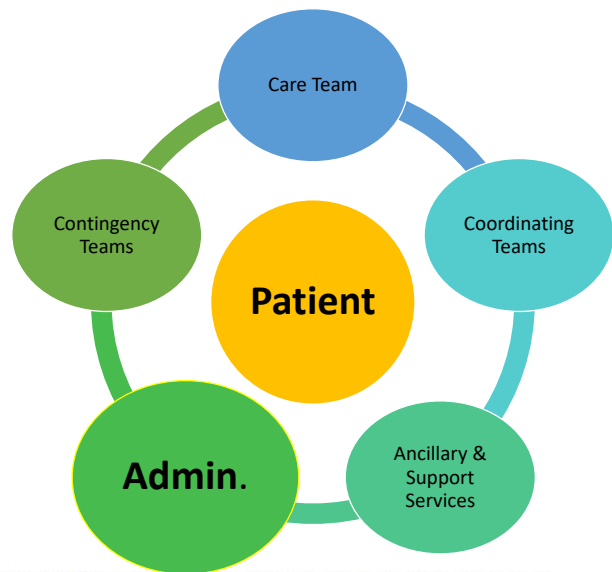 Care Team
Contingency
Teams
Coordinating
Teams
Patient
Admin.
Ancillary &
Support
Services